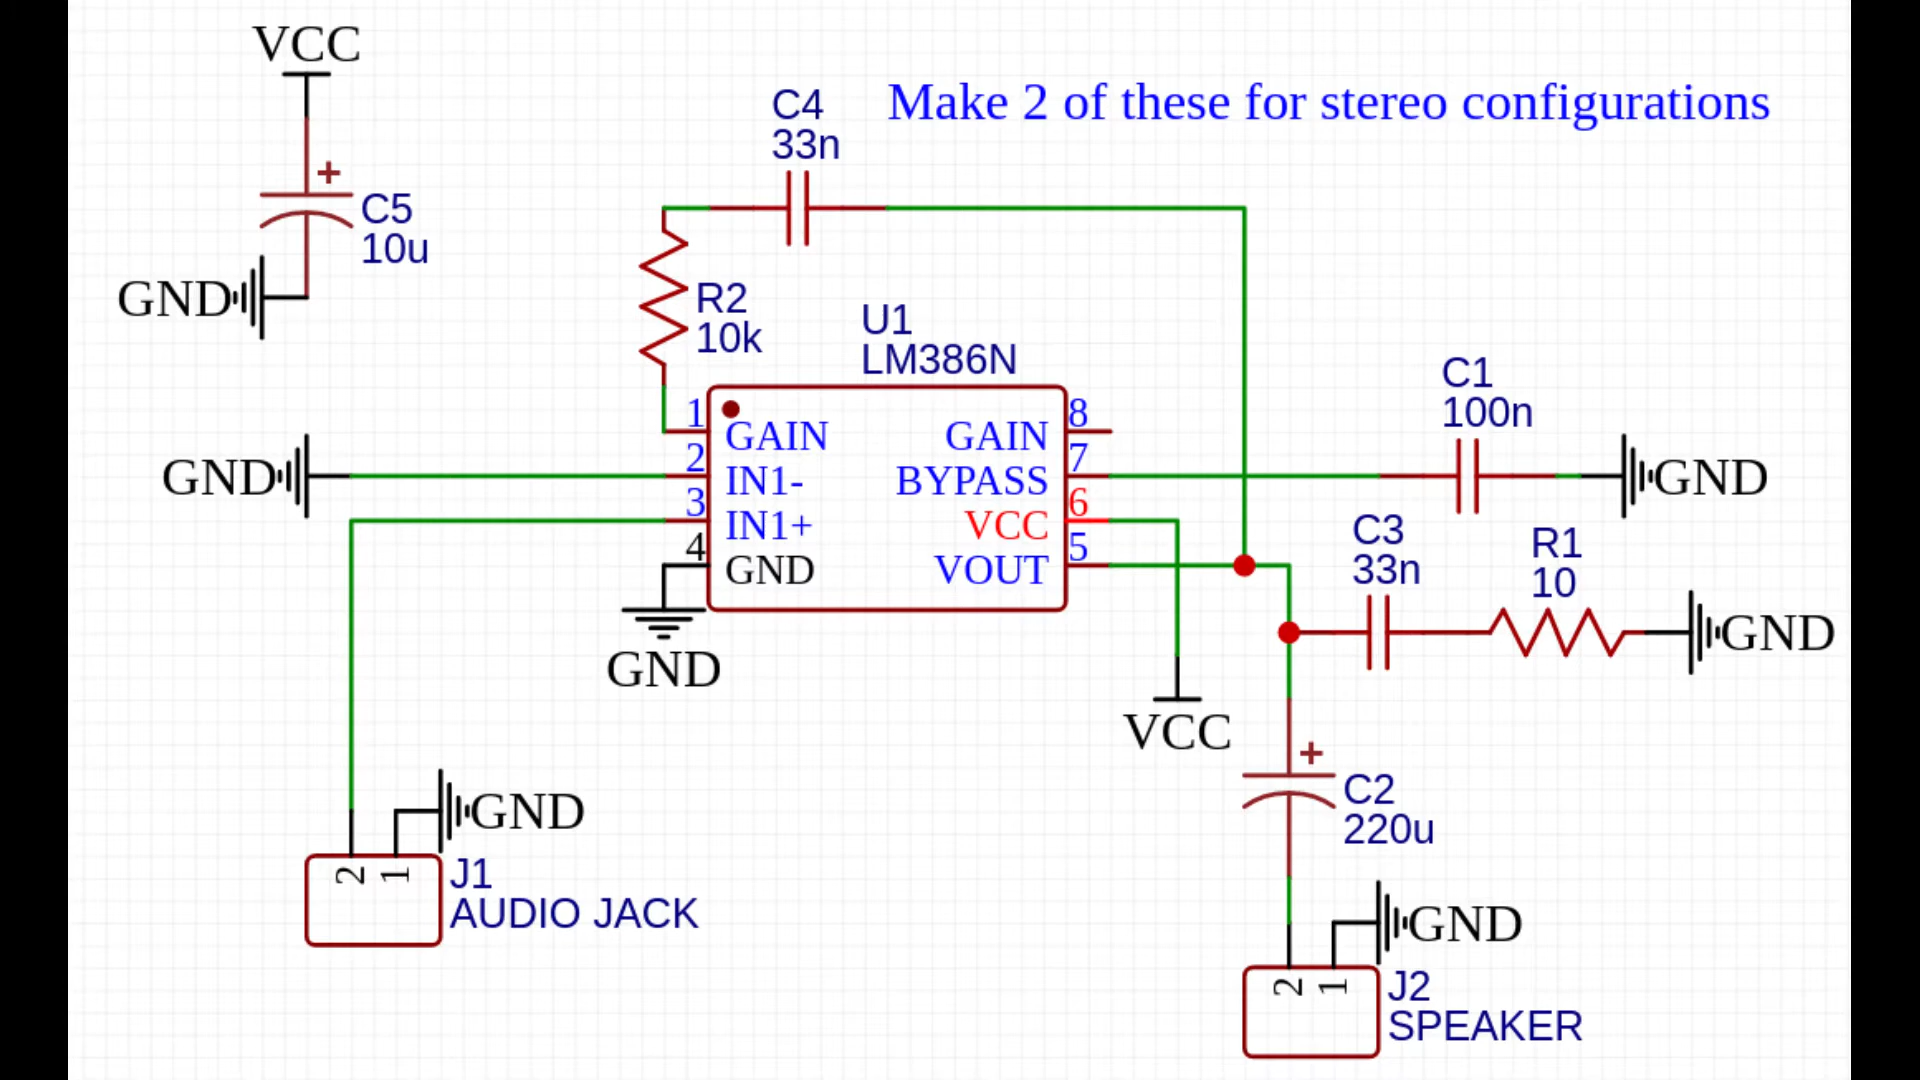 VCC
+
C5
10u
GND
C4
33n
Make 2 of these for stereo configurations
R2
10k
U1
LM386N
1
GAIN
2
IN1-
3
IN1+
4
GND
8
GAIN
7
BYPASS
6
VCC
5
VOUT
GND
GND
C1
100n
GND
C3
33n
R1
10
GND
VCC
+
C2
220u
GND
2
1
J1
AUDIO JACK
GND
2
1
J2
SPEAKER